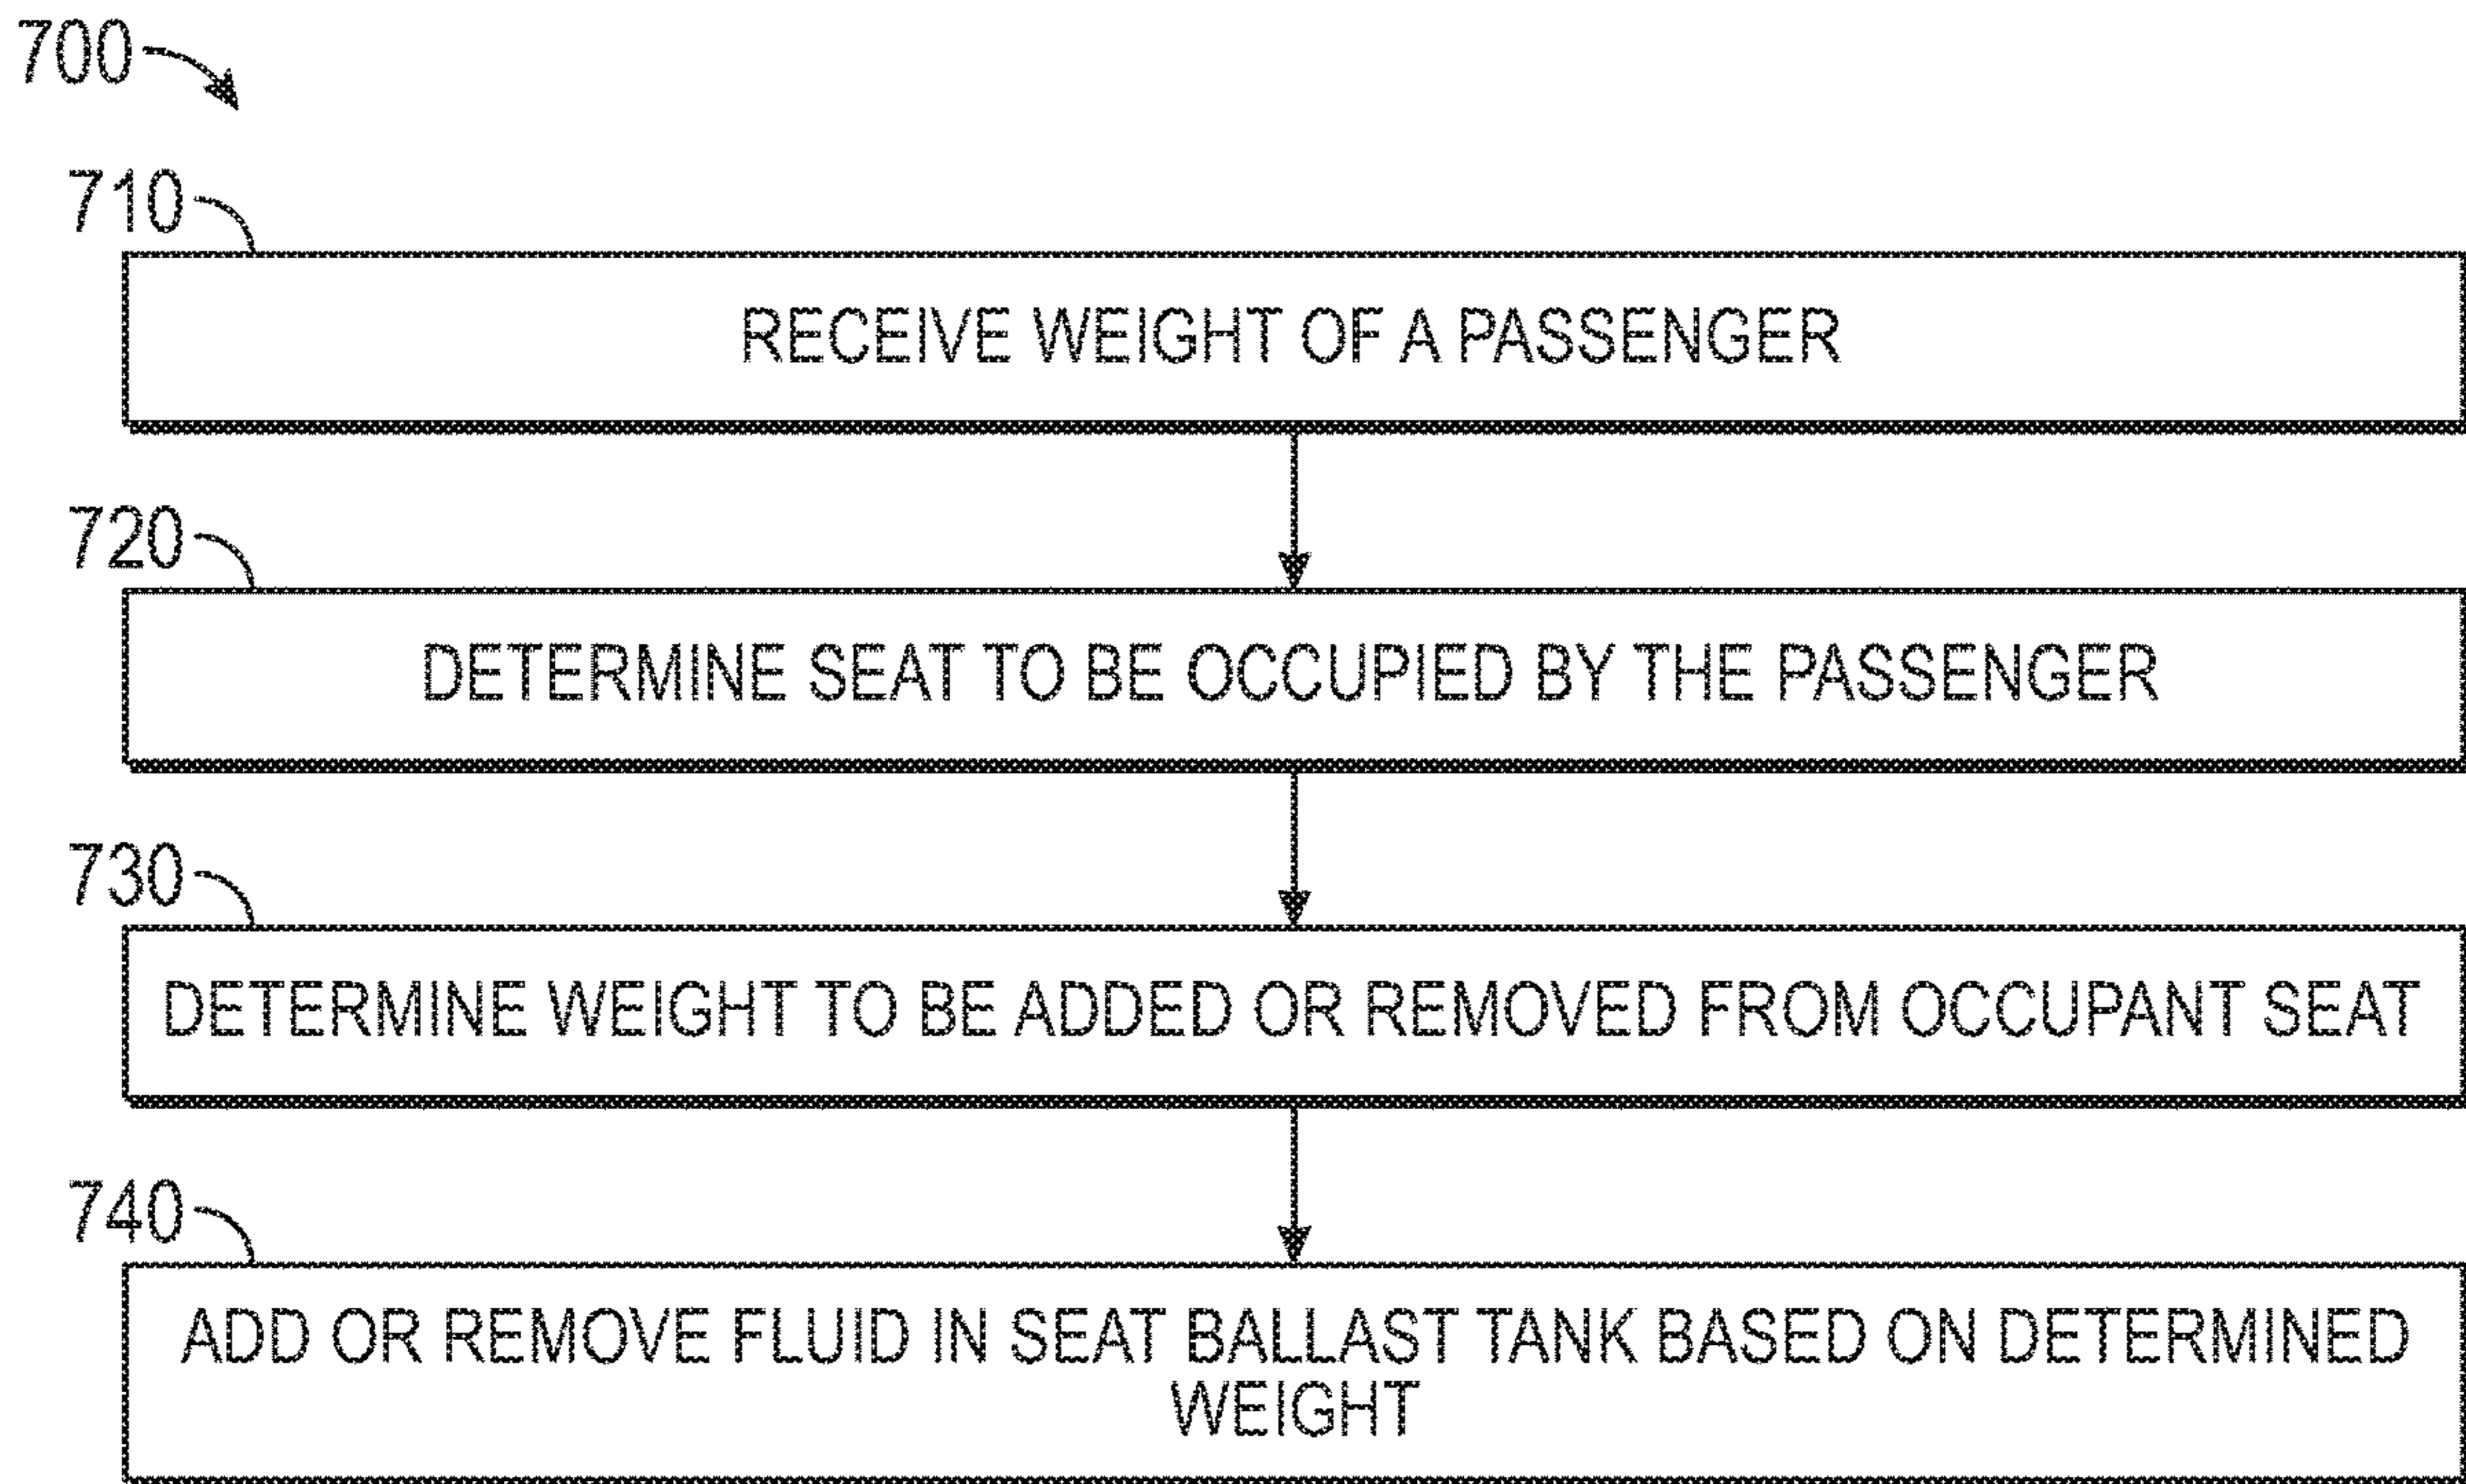 700
710
RECEIVE WEIGHT OF A PASSENGER
720
DETERMINE SEAT TO BE OCCUPIED BY THE PASSENGER
730
DETERMINE WEIGHT TO BE ADDED OR REMOVED FROM OCCUPANT SEAT
740
ADD OR REMOVE FLUID IN SEAT BALLAST TANK BASED ON DETERMINED
WEIGHT